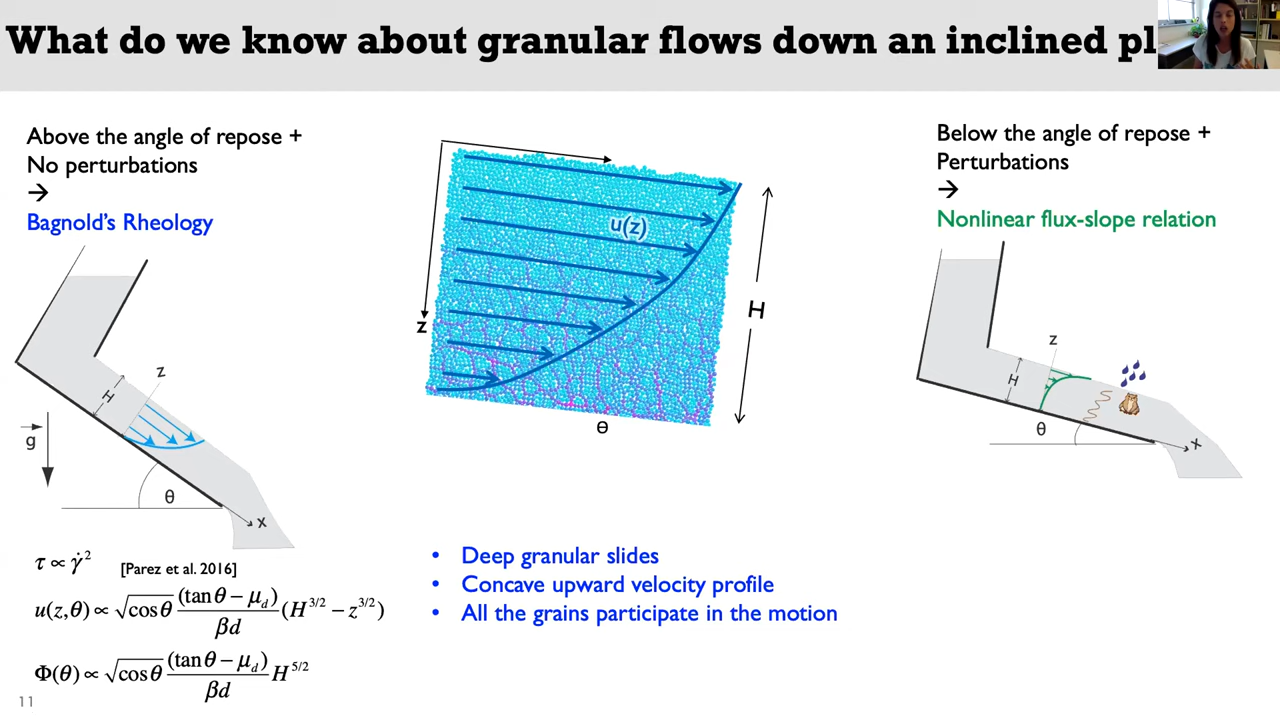 What do we know about granular flows down an inclined pl
Above the angle of repose +
No perturbations
→
Bagnold's Rheology
H
z
g
θ
x
τ ∝ γ̇ ²
[Parez et al. 2016]
u(z,θ) ∝ √cosθ (tanθ − μ_d)/βd (H^3/2 − z^3/2)
Φ(θ) ∝ √cosθ (tanθ − μ_d)/βd H^5/2
11
u(z)
z
H
θ
• Deep granular slides
• Concave upward velocity profile
• All the grains participate in the motion
Below the angle of repose +
Perturbations
→
Nonlinear flux-slope relation
z
H
θ
x